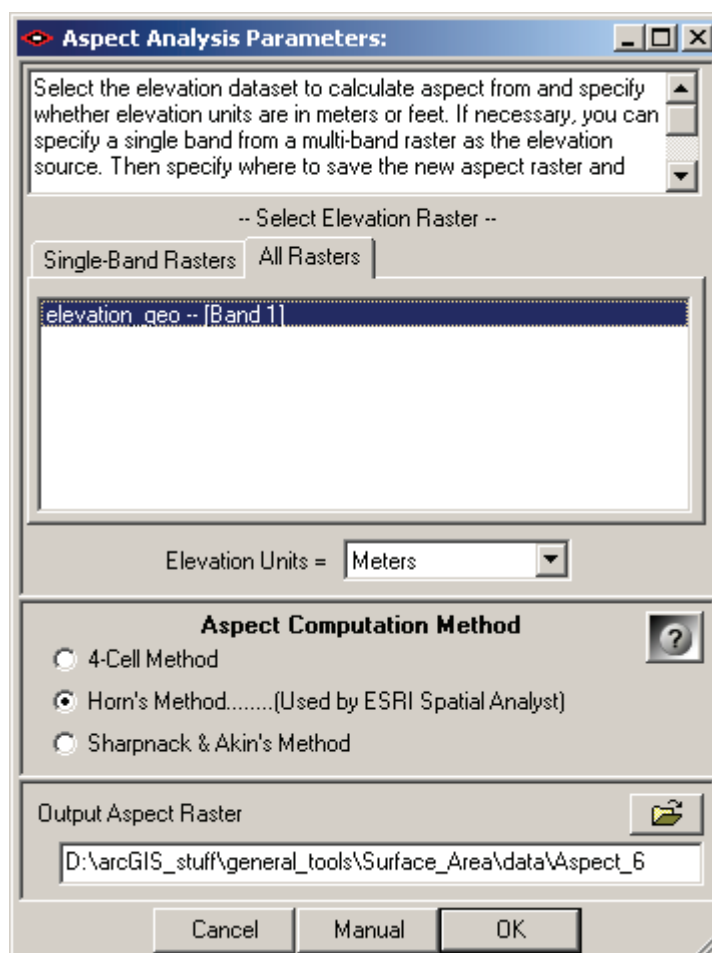 Aspect Analysis Parameters:
Select the elevation dataset to calculate aspect from and specify
whether elevation units are in meters or feet. If necessary, you can
specify a single band from a multi-band raster as the elevation
source. Then specify where to save the new aspect raster and
-- Select Elevation Raster --
Single-Band Rasters All Rasters
elevation_geo -- [Band 1]
Elevation Units = Meters
Aspect Computation Method
?
4-Cell Method
Horn's Method........(Used by ESRI Spatial Analyst)
Sharpnack & Akin's Method
Output Aspect Raster
D:\arcGIS_stuff\general_tools\Surface_Area\data\Aspect_6
Cancel Manual OK